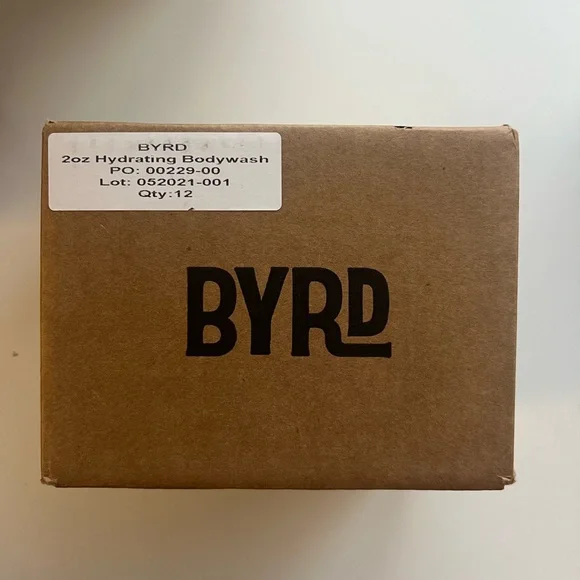 BYRD
2oz Hydrating Bodywash
PO: 00229-00
Lot: 052021-001
Qty:12
BYRD